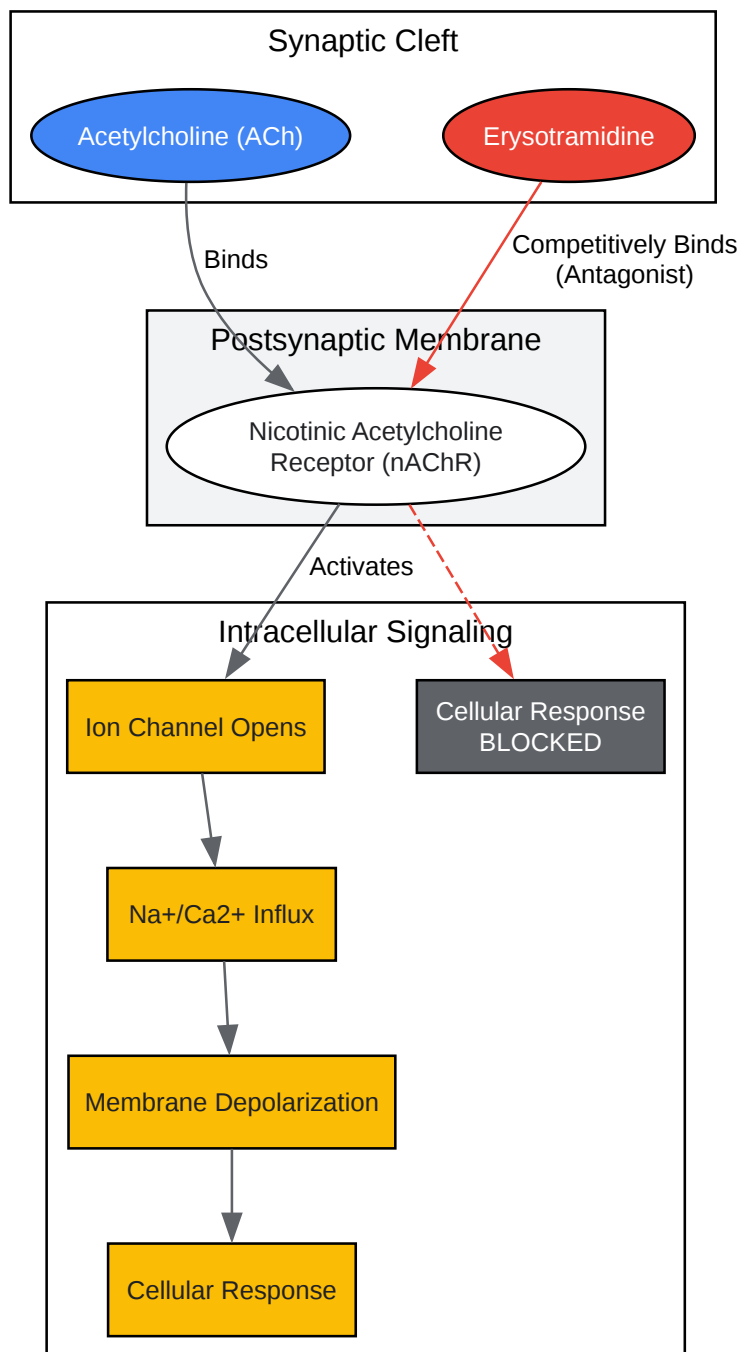 Synaptic Cleft
Acetylcholine (ACh)
Erysotramidine
Binds
Competitively Binds
(Antagonist)
Postsynaptic Membrane
Nicotinic Acetylcholine
Receptor (nAChR)
Activates
Intracellular Signaling
Ion Channel Opens
Cellular Response
BLOCKED
Na+/Ca2+ Influx
Membrane Depolarization
Cellular Response